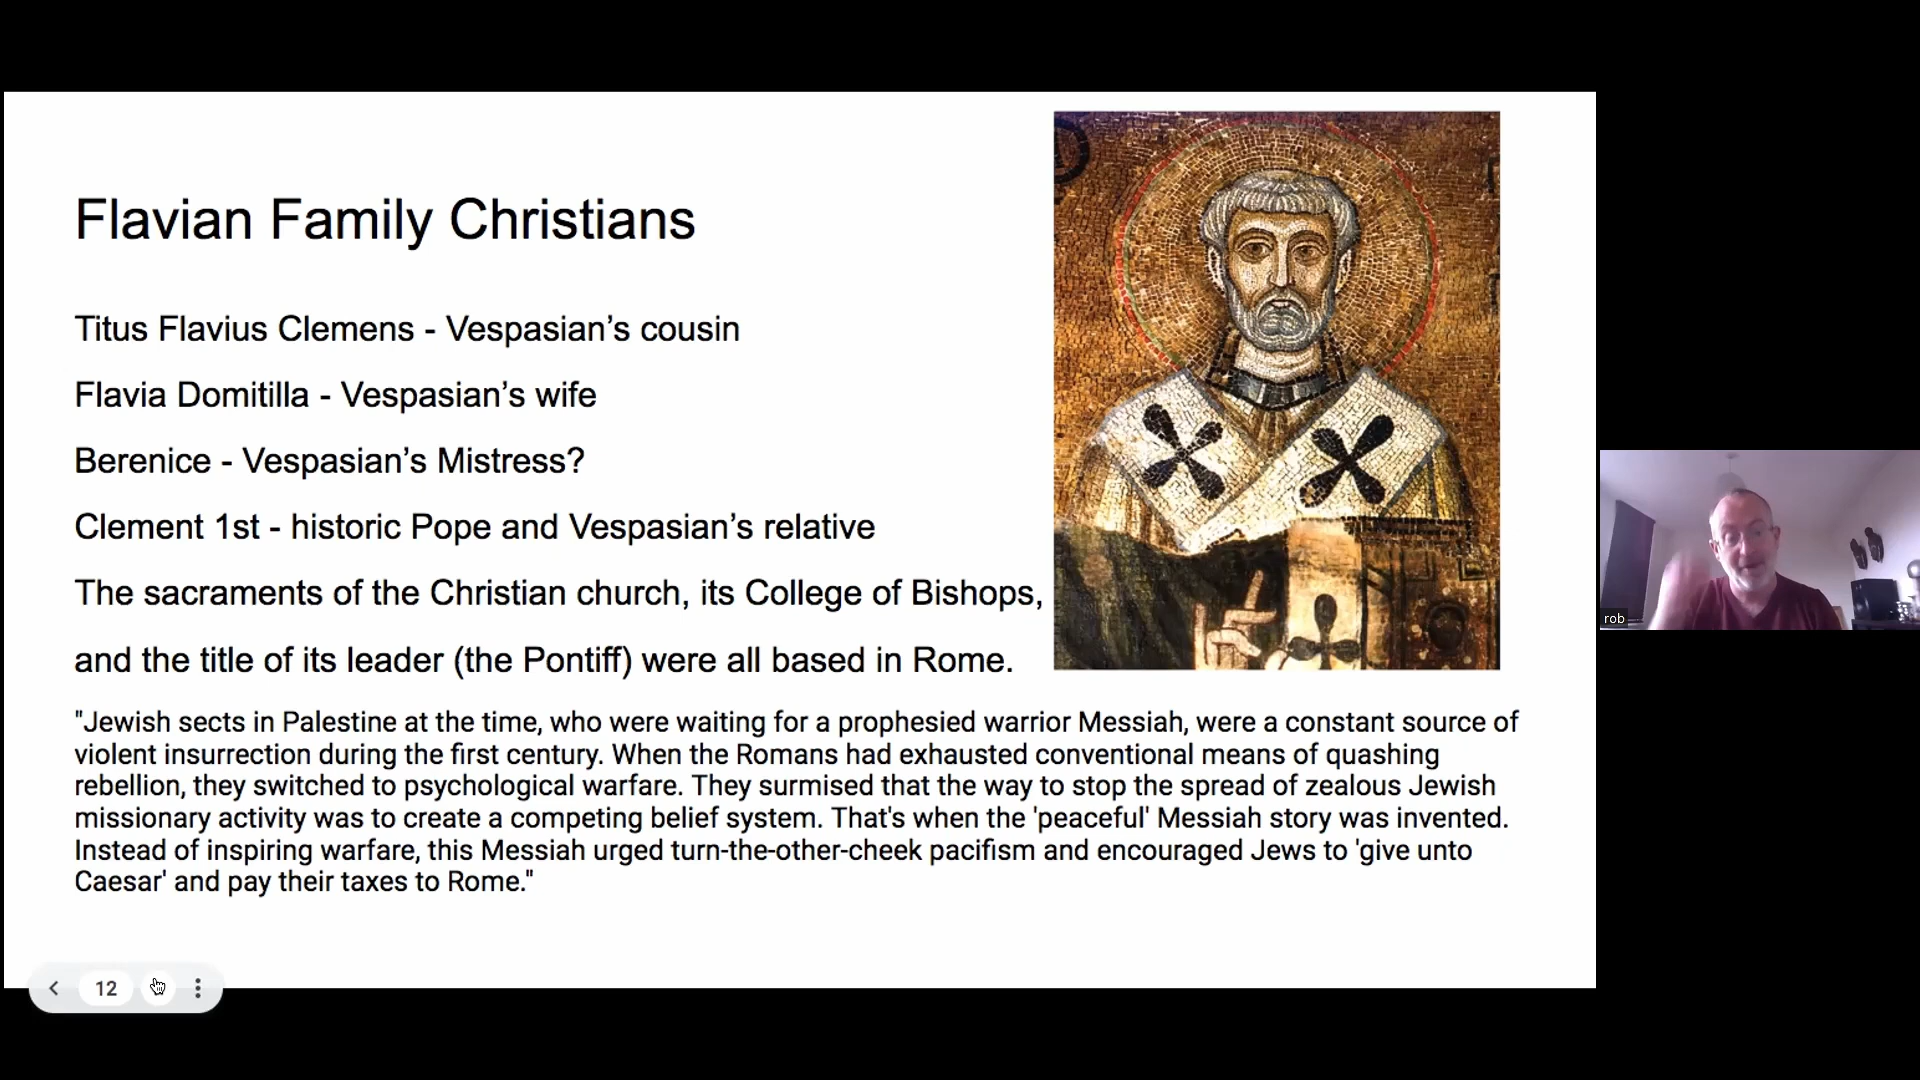 Flavian Family Christians
Titus Flavius Clemens - Vespasian’s cousin
Flavia Domitilla - Vespasian’s wife
Berenice - Vespasian’s Mistress?
Clement 1st - historic Pope and Vespasian’s relative
The sacraments of the Christian church, its College of Bishops,
and the title of its leader (the Pontiff) were all based in Rome.
"Jewish sects in Palestine at the time, who were waiting for a prophesied warrior Messiah, were a constant source of
violent insurrection during the first century. When the Romans had exhausted conventional means of quashing
rebellion, they switched to psychological warfare. They surmised that the way to stop the spread of zealous Jewish
missionary activity was to create a competing belief system. That's when the 'peaceful' Messiah story was invented.
Instead of inspiring warfare, this Messiah urged turn-the-other-cheek pacifism and encouraged Jews to 'give unto
Caesar' and pay their taxes to Rome."
12
rob